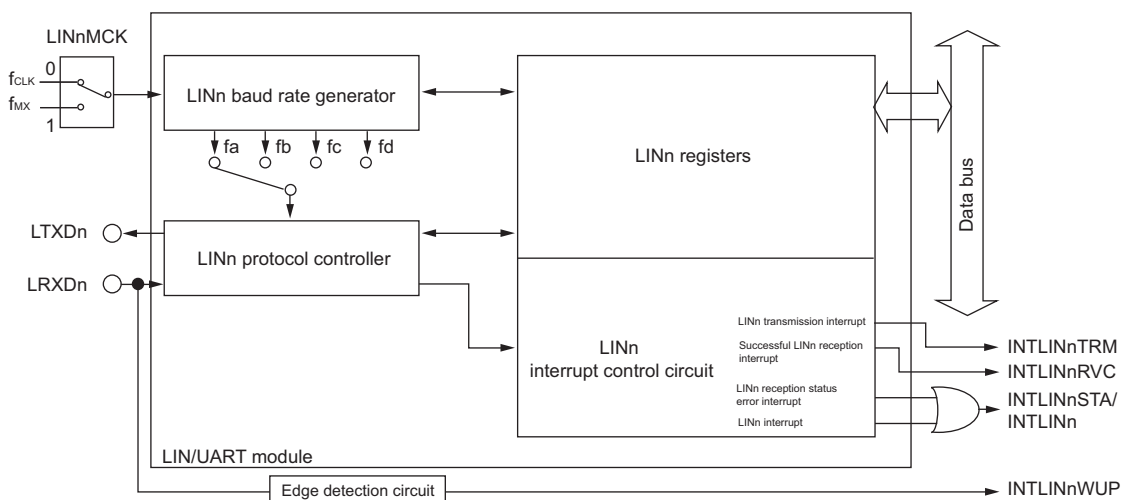 LINnMCK
0
fCLK
fMX
1
LINn baud rate generator
fa
fb
fc
fd
LINn registers
Data bus
LTXDn
LRXDn
LINn protocol controller
LINn
interrupt control circuit
LINn transmission interrupt
Successful LINn reception
interrupt
LINn reception status
error interrupt
LINn interrupt
INTLINnTRM
INTLINnRVC
INTLINnSTA/
INTLINn
LIN/UART module
Edge detection circuit
INTLINnWUP